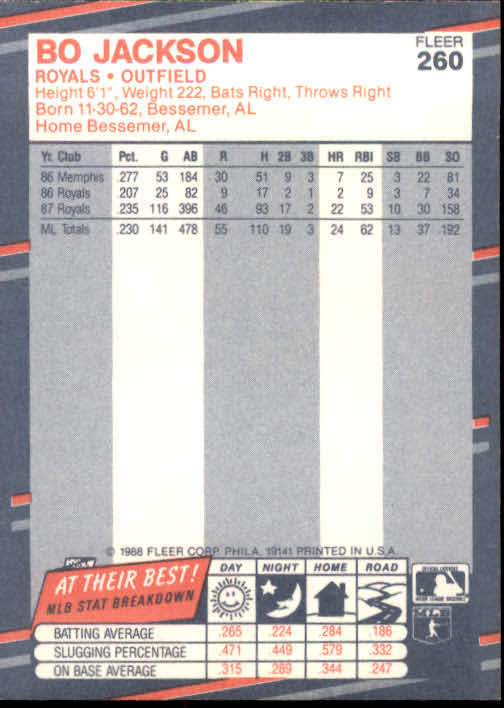 BO JACKSON
FLEER
260
ROYALS • OUTFIELD
Height 6'1", Weight 222, Bats Right, Throws Right
Born 11-30-62, Bessemer, AL
Home Bessemer, AL
Yr. Club Pct. G AB R H 2B 3B HR RBI SB BB SO
86 Memphis .277 53 184 30 51 9 3 7 25 3 22 81
86 Royals .207 25 82 9 17 2 1 2 9 3 7 34
87 Royals .235 116 396 46 93 17 2 22 53 10 30 158
ML Totals .230 141 478 55 110 19 3 24 62 13 37 192
© 1988 FLEER CORP. PHILA. 19141 PRINTED IN U.S.A.
AT THEIR BEST!
MLB STAT BREAKDOWN
DAY NIGHT HOME ROAD
BATTING AVERAGE .265 .224 .284 .186
SLUGGING PERCENTAGE .471 .449 .579 .332
ON BASE AVERAGE .315 .269 .344 .247